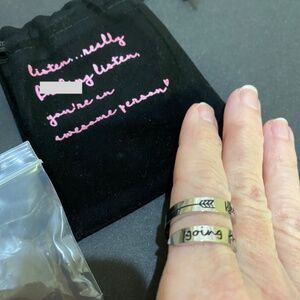 listen...really
listen,
you're an
awesome person
going